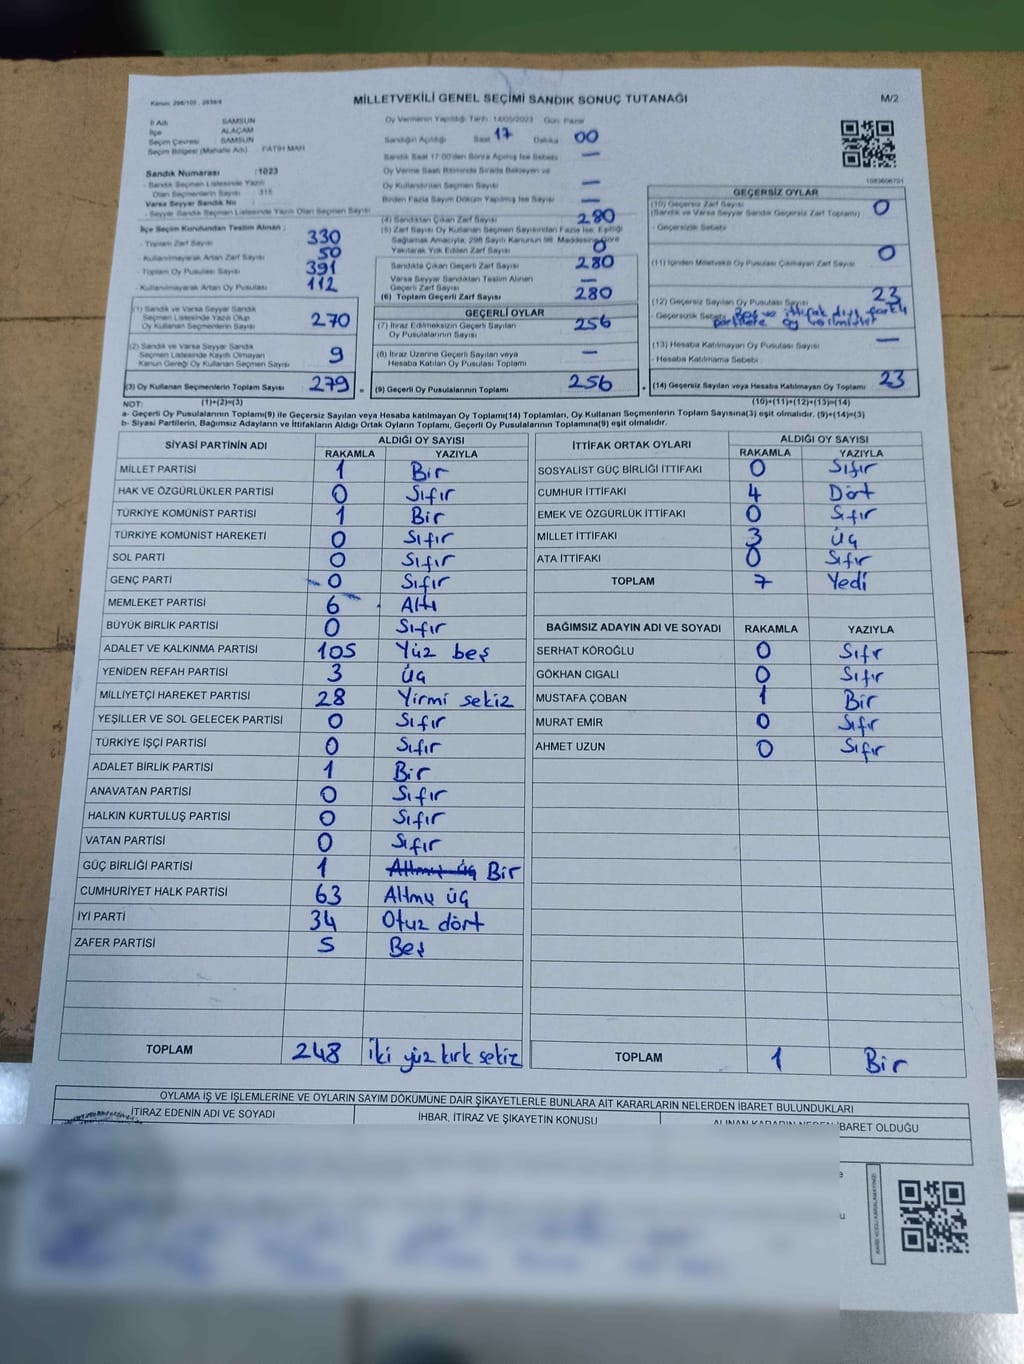 Kanun: 298/105 , 2839/4
MİLLETVEKİLİ GENEL SEÇİMİ SANDIK SONUÇ TUTANAĞI
M/2
İl Adı SAMSUN
İlçe ALAÇAM
Seçim Çevresi SAMSUN
Seçim Bölgesi (Mahalle Adı) FATİH MAH
Sandık Numarası :1023
- Sandık Seçmen Listesinde Yazılı
Olan Seçmenlerin Sayısı 315
Varsa Seyyar Sandık No
- Seyyar Sandık Seçmen Listesinde Yazılı Olan Seçmen Sayısı
İlçe Seçim Kurulundan Teslim Alınan ;
- Toplam Zarf Sayısı 330
- Kullanılmayarak Artan Zarf Sayısı 50
- Toplam Oy Pusulası Sayısı 391
- Kullanılmayarak Artan Oy Pusulası 112
(1) Sandık ve Varsa Seyyar Sandık
Seçmen Listesinde Yazılı Olup
Oy Kullanan Seçmenlerin Sayısı 270
(2) Sandık ve Varsa Seyyar Sandık
Seçmen Listesinde Kayıtlı Olmayan
Kanun Gereği Oy Kullanan Seçmen Sayısı 9
(3) Oy Kullanan Seçmenlerin Toplam Sayısı 279 =
(1)+(2)=(3)
Oy Vermenin Yapıldığı Tarih : 14/05/2023 Gün: Pazar
Sandığın Açıldığı Saat 17 Dakika 00
Sandık Saat 17:00'den Sonra Açılmış İse Sebebi —
Oy Verme Saati Bitiminde Sırada Bekleyen ve
Oy Kullandırılan Seçmen Sayısı —
Birden Fazla Sayım Döküm Yapılmış İse Sayısı —
(4) Sandıktan Çıkan Zarf Sayısı 280
(5) Zarf Sayısı Oy Kullanan Seçmen Sayısından Fazla İse, Eşitliği
Sağlamak Amacıyla, 298 Sayılı Kanunun 98. Maddesine Göre
Yakılarak Yok Edilen Zarf Sayısı 0
Sandıkta Çıkan Geçerli Zarf Sayısı 280
Varsa Seyyar Sandıktan Teslim Alınan
Geçerli Zarf Sayısı —
(6) Toplam Geçerli Zarf Sayısı 280
GEÇERLİ OYLAR
(7) İtiraz Edilmeksizin Geçerli Sayılan
Oy Pusulalarının Sayısı 256
(8) İtiraz Üzerine Geçerli Sayılan veya
Hesaba Katılan Oy Pusulası Toplamı —
(9) Geçerli Oy Pusulalarının Toplamı 256 +
1083606701
GEÇERSİZ OYLAR
(10) Geçersiz Zarf Sayısı 0
(Sandık ve Varsa Seyyar Sandık Geçersiz Zarf Toplamı)
- Geçersizlik Sebebi
(11) İçinden Milletvekili Oy Pusulası Çıkmayan Zarf Sayısı 0
(12) Geçersiz Sayılan Oy Pusulası Sayısı 23
- Geçersizlik Sebebi Beş ve ittifak dışı farklı
partilere oy verilmiştir
(13) Hesaba Katılmayan Oy Pusulası Sayısı —
- Hesaba Katılmama Sebebi :
(14) Geçersiz Sayılan veya Hesaba Katılmayan Oy Toplamı 23
(10)+(11)+(12)+(13)=(14)
NOT:
a- Geçerli Oy Pusulalarının Toplamı(9) ile Geçersiz Sayılan veya Hesaba katılmayan Oy Toplamı(14) Toplamları, Oy Kullanan Seçmenlerin Toplam Sayısına(3) eşit olmalıdır. (9)+(14)=(3)
b- Siyasi Partilerin, Bağımsız Adayların ve İttifakların Aldığı Ortak Oyların Toplamı, Geçerli Oy Pusulalarının Toplamına(9) eşit olmalıdır.
SİYASİ PARTİNİN ADI ALDIĞI OY SAYISI
RAKAMLA YAZIYLA
MİLLET PARTİSİ 1 Bir
HAK VE ÖZGÜRLÜKLER PARTİSİ 0 Sıfır
TÜRKİYE KOMÜNİST PARTİSİ 1 Bir
TÜRKİYE KOMÜNİST HAREKETİ 0 Sıfır
SOL PARTİ 0 Sıfır
GENÇ PARTİ 0 Sıfır
MEMLEKET PARTİSİ 6 Altı
BÜYÜK BİRLİK PARTİSİ 0 Sıfır
ADALET VE KALKINMA PARTİSİ 105 Yüz beş
YENİDEN REFAH PARTİSİ 3 Üç
MİLLİYETÇİ HAREKET PARTİSİ 28 Yirmi sekiz
YEŞİLLER VE SOL GELECEK PARTİSİ 0 Sıfır
TÜRKİYE İŞÇİ PARTİSİ 0 Sıfır
ADALET BİRLİK PARTİSİ 1 Bir
ANAVATAN PARTİSİ 0 Sıfır
HALKIN KURTULUŞ PARTİSİ 0 Sıfır
VATAN PARTİSİ 0 Sıfır
GÜÇ BİRLİĞİ PARTİSİ 1 Altmış üç Bir
CUMHURİYET HALK PARTİSİ 63 Altmış üç
İYİ PARTİ 34 Otuz dört
ZAFER PARTİSİ 5 Beş
TOPLAM 248 iki yüz kırk sekiz
İTTİFAK ORTAK OYLARI ALDIĞI OY SAYISI
RAKAMLA YAZIYLA
SOSYALİST GÜÇ BİRLİĞİ İTTİFAKI 0 Sıfır
CUMHUR İTTİFAKI 4 Dört
EMEK VE ÖZGÜRLÜK İTTİFAKI 0 Sıfır
MİLLET İTTİFAKI 3 Üç
ATA İTTİFAKI 0 Sıfır
TOPLAM 7 Yedi
BAĞIMSIZ ADAYIN ADI VE SOYADI RAKAMLA YAZIYLA
SERHAT KÖROĞLU 0 Sıfr
GÖKHAN CIGALI 0 Sıfır
MUSTAFA ÇOBAN 1 Bir
MURAT EMİR 0 Sıfır
AHMET UZUN 0 Sıfır
TOPLAM 1 Bir
OYLAMA İŞ VE İŞLEMLERİNE VE OYLARIN SAYIM DÖKÜMÜNE DAİR ŞİKAYETLERLE BUNLARA AİT KARARLARIN NELERDEN İBARET BULUNDUKLARI
İTİRAZ EDENİN ADI VE SOYADI İHBAR, İTİRAZ VE ŞİKAYETİN KONUSU ALINAN KARARIN NEDEN İBARET OLDUĞU